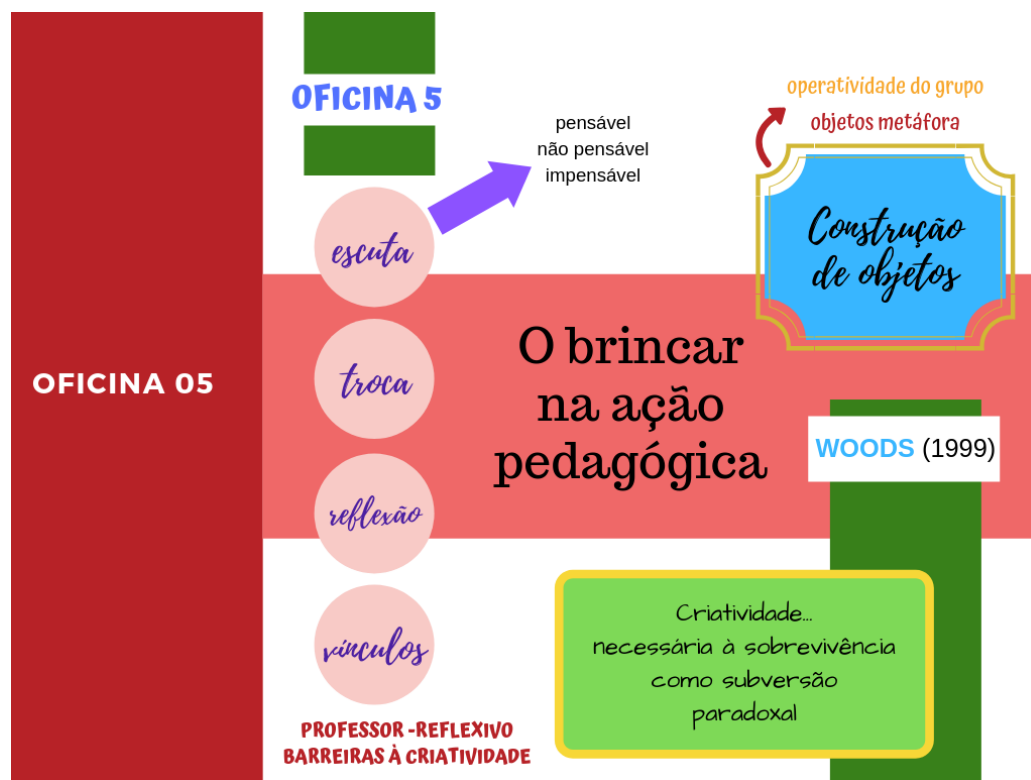 OFICINA 05
OFICINA 5
escuta
troca
reflexão
vínculos
PROFESSOR -REFLEXIVO
BARREIRAS À CRIATIVIDADE
pensável
não pensável
impensável
O brincar
na ação
pedagógica
operatividade do grupo
objetos metáfora
Construção
de objetos
WOODS (1999)
Criatividade...
necessária à sobrevivência
como subversão
paradoxal